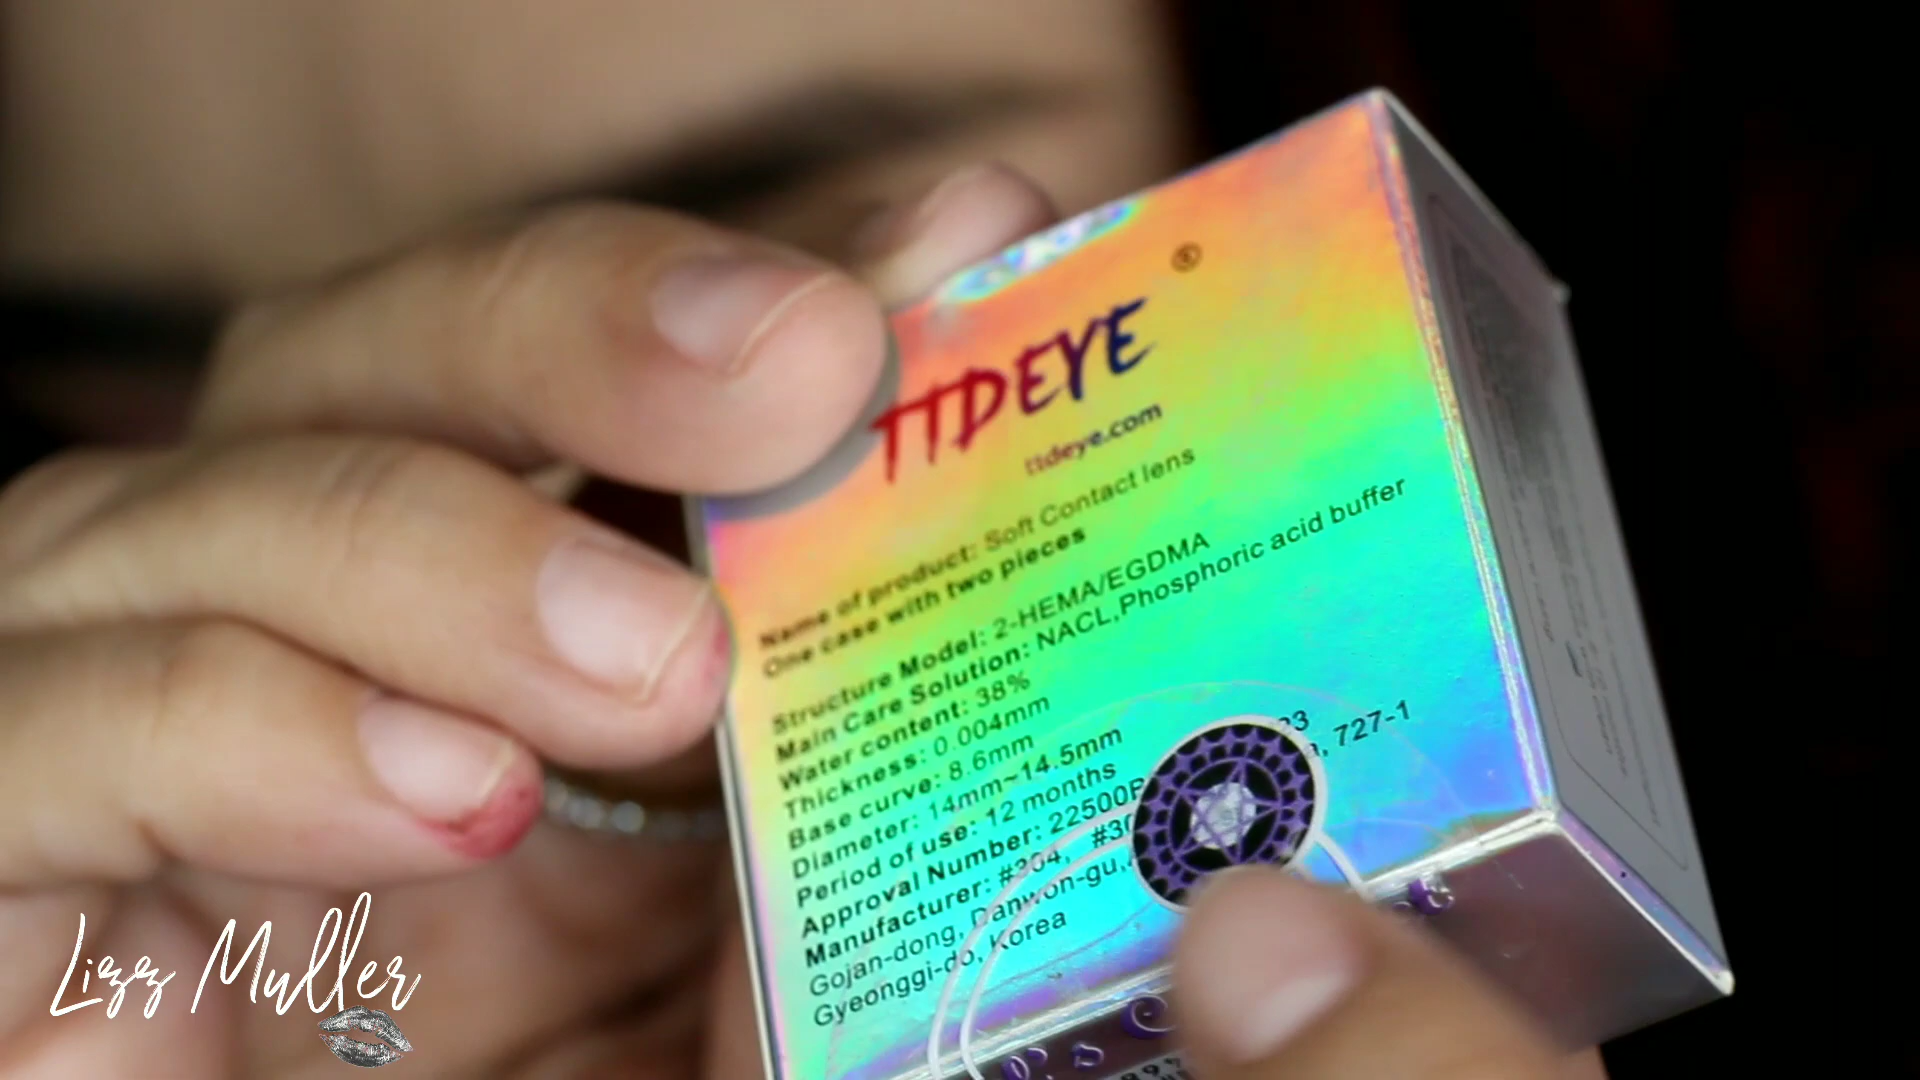 TTDEYE ®
ttdeye.com
Name of product: Soft Contact lens
One case with two pieces
Structure Model: 2-HEMA/EGDMA
Main Care Solution: NACL,Phosphoric acid buffer
Water content: 38%
Thickness: 0.004mm
Base curve: 8.6mm
Diameter: 14mm~14.5mm
Period of use: 12 months
Approval Number: 22500
Manufacturer: #304, 727-1
Gojan-dong, Danwon-gu,
Gyeonggi-do, Korea
Lizz Muller